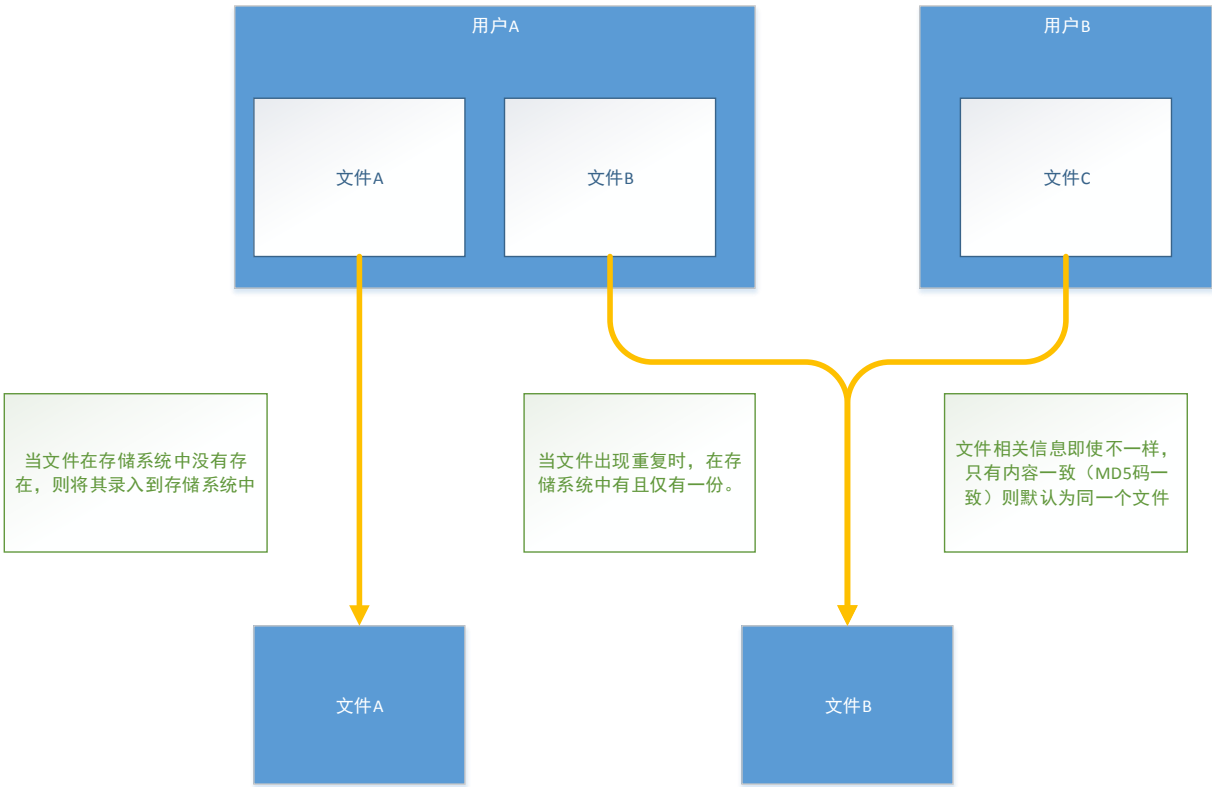 用户A
用户B
文件A
文件B
文件C
当文件在存储系统中没有存
在，则将其录入到存储系统中
当文件出现重复时，在存
储系统中有且仅有一份。
文件相关信息即使不一样，
只有内容一致（MD5码一
致）则默认为同一个文件
文件A
文件B